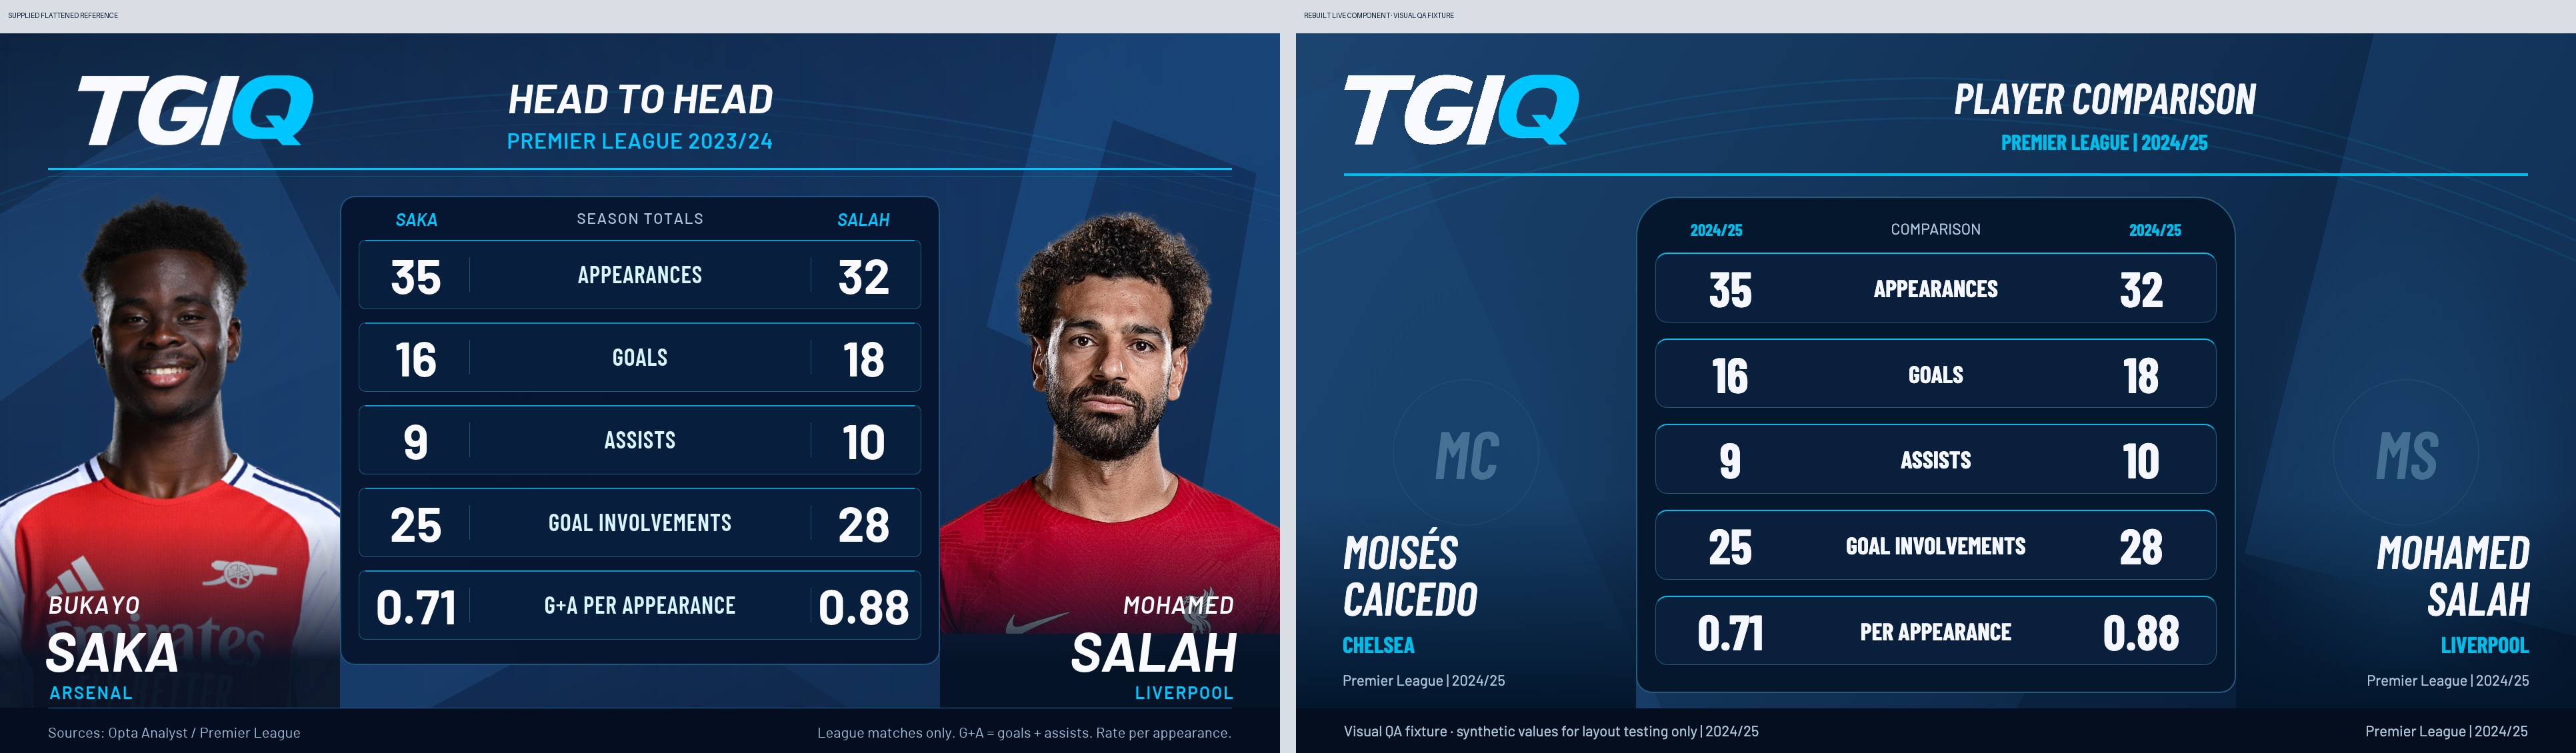 SUPPLIED FLATTENED REFERENCE
TGIQ
HEAD TO HEAD
PREMIER LEAGUE 2023/24
SAKA SEASON TOTALS SALAH
35 APPEARANCES 32
16 GOALS 18
9 ASSISTS 10
25 GOAL INVOLVEMENTS 28
0.71 G+A PER APPEARANCE 0.88
Emirates
FLY BETTER
BUKAYO
SAKA
ARSENAL
MOHAMED
SALAH
LIVERPOOL
Sources: Opta Analyst / Premier League
League matches only. G+A = goals + assists. Rate per appearance.
REBUILT LIVE COMPONENT · VISUAL QA FIXTURE
TGIQ
PLAYER COMPARISON
PREMIER LEAGUE | 2024/25
2024/25 COMPARISON 2024/25
35 APPEARANCES 32
16 GOALS 18
9 ASSISTS 10
25 GOAL INVOLVEMENTS 28
0.71 PER APPEARANCE 0.88
MC
MOISÉS
CAICEDO
CHELSEA
Premier League | 2024/25
MS
MOHAMED
SALAH
LIVERPOOL
Premier League | 2024/25
Visual QA fixture · synthetic values for layout testing only | 2024/25
Premier League | 2024/25